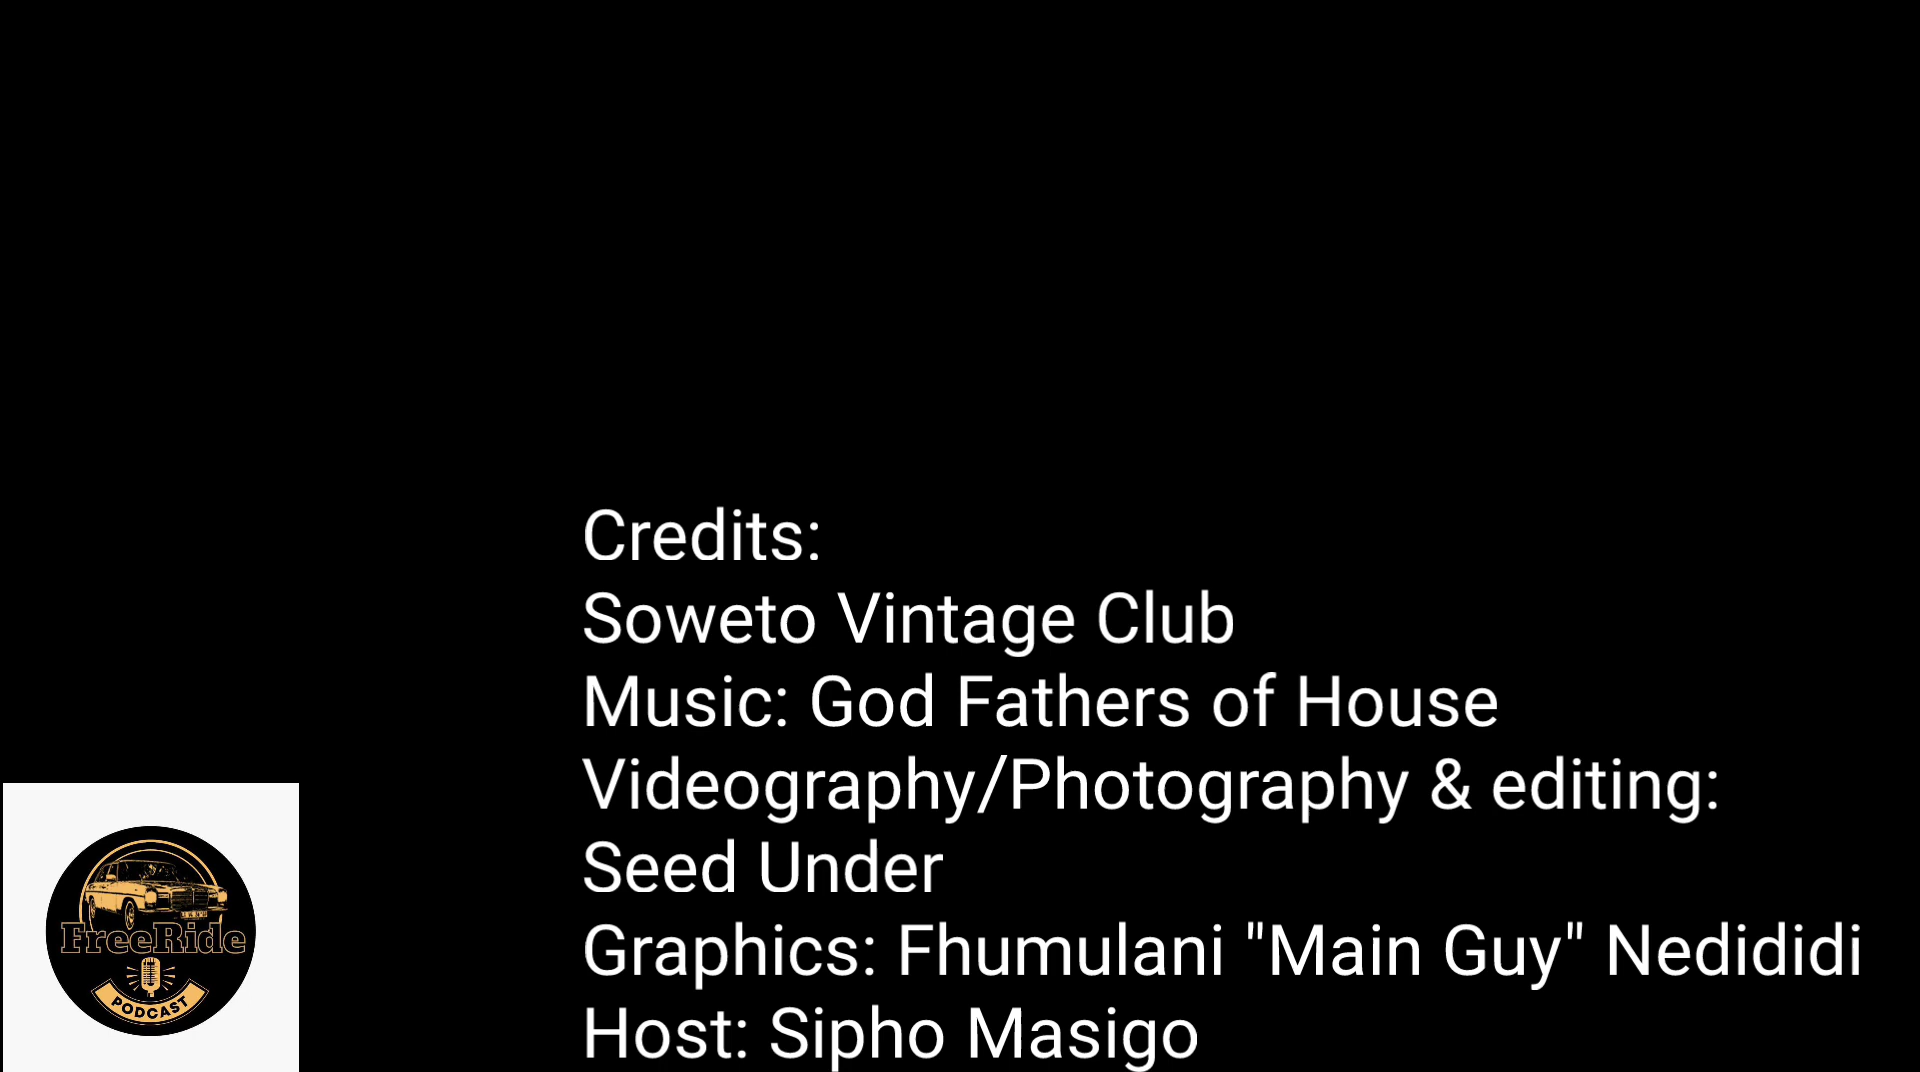 Credits:
Soweto Vintage Club
Music: God Fathers of House
Videography/Photography & editing:
Seed Under
Graphics: Fhumulani "Main Guy" Nedididi
Host: Sipho Masigo
FreeRide
PODCAST